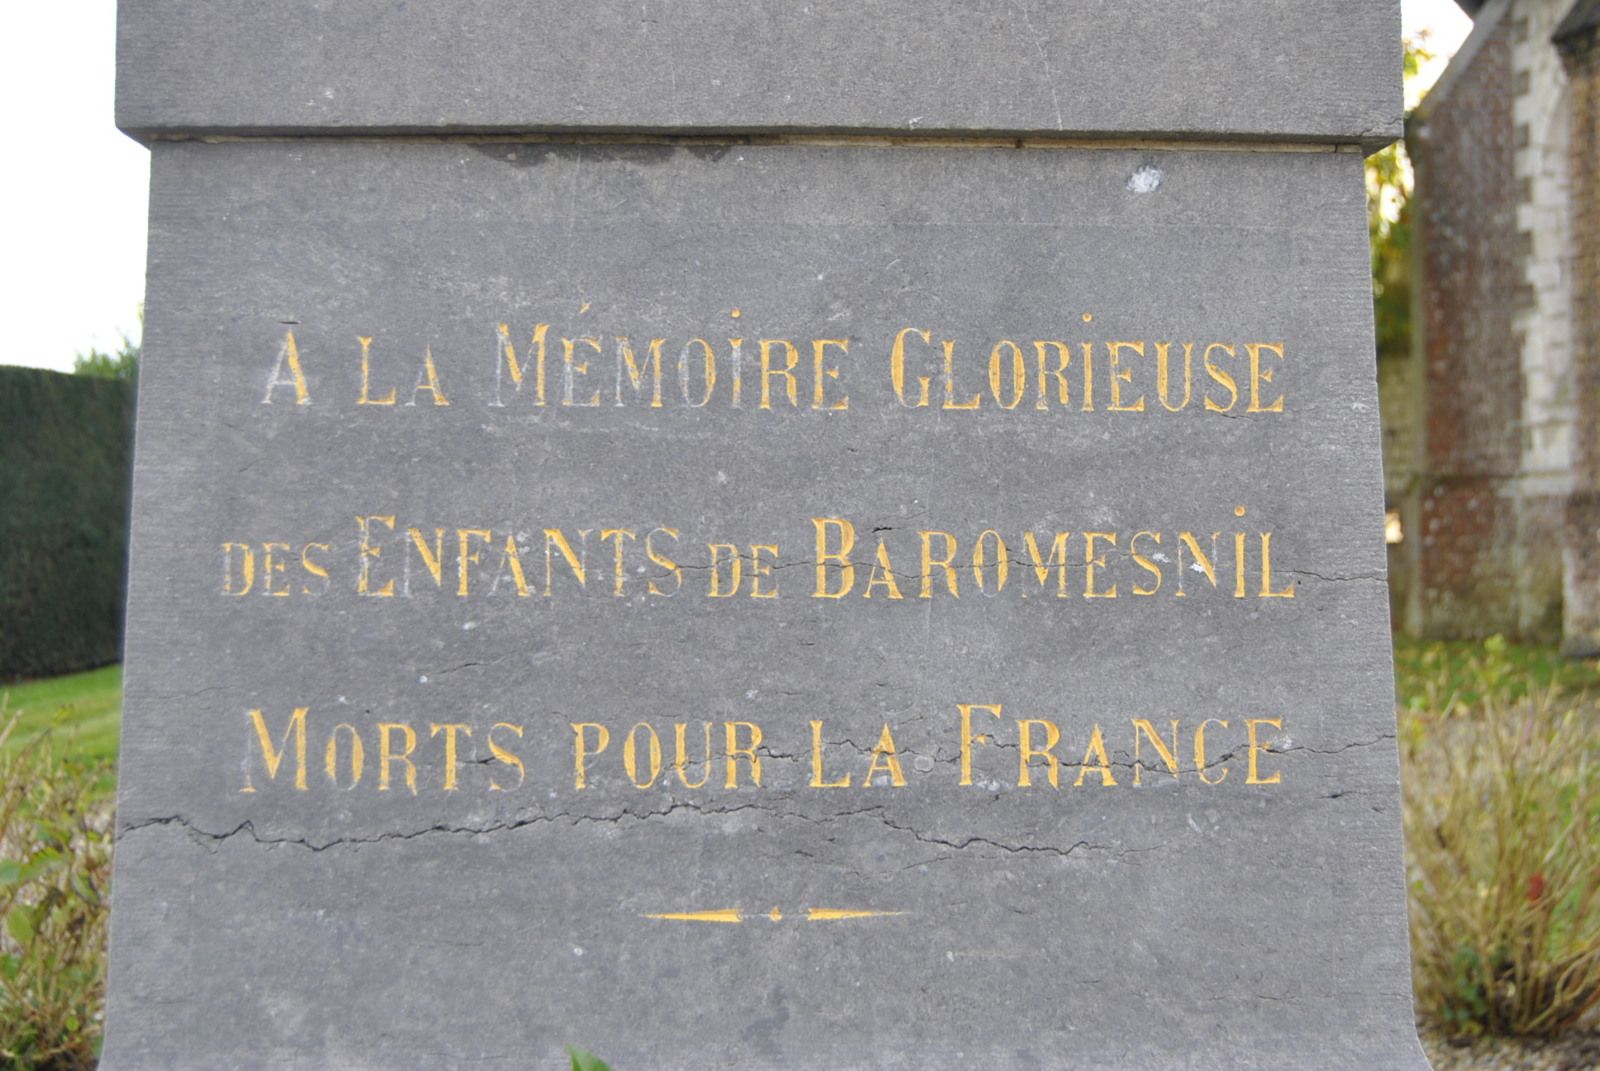 A LA MÉMOIRE GLORIEUSE
DES ENFANTS DE BAROMESNIL
MORTS POUR LA FRANCE